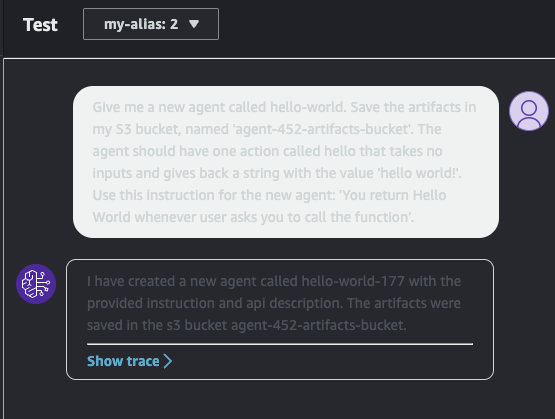 Test
my-alias: 2
Give me a new agent called hello-world. Save the artifacts in
my S3 bucket, named 'agent-452-artifacts-bucket'. The
agent should have one action called hello that takes no
inputs and gives back a string with the value 'hello world!'.
Use this instruction for the new agent: 'You return Hello
World whenever user asks you to call the function'.
I have created a new agent called hello-world-177 with the
provided instruction and api description. The artifacts were
saved in the s3 bucket agent-452-artifacts-bucket.
Show trace